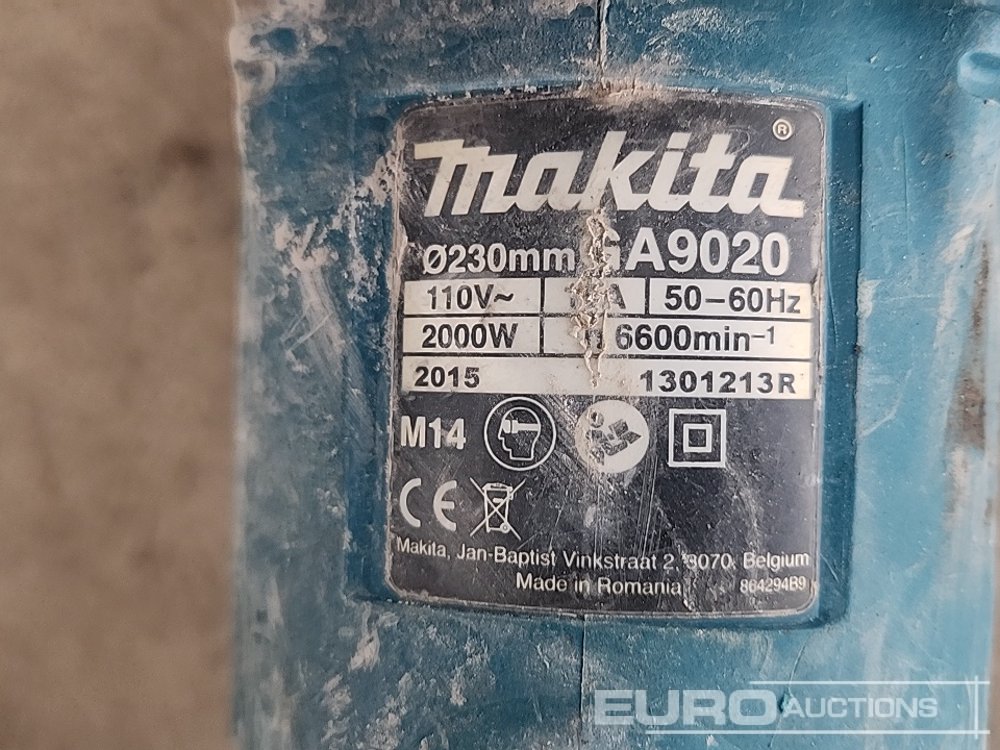 makita®
Ø230mm GA9020
110V~ 50-60Hz
2000W n 6600min⁻¹
2015 1301213R
M14
CE
Makita, Jan-Baptist Vinkstraat 2, 3070, Belgium
Made in Romania 864294B9
EURO AUCTIONS